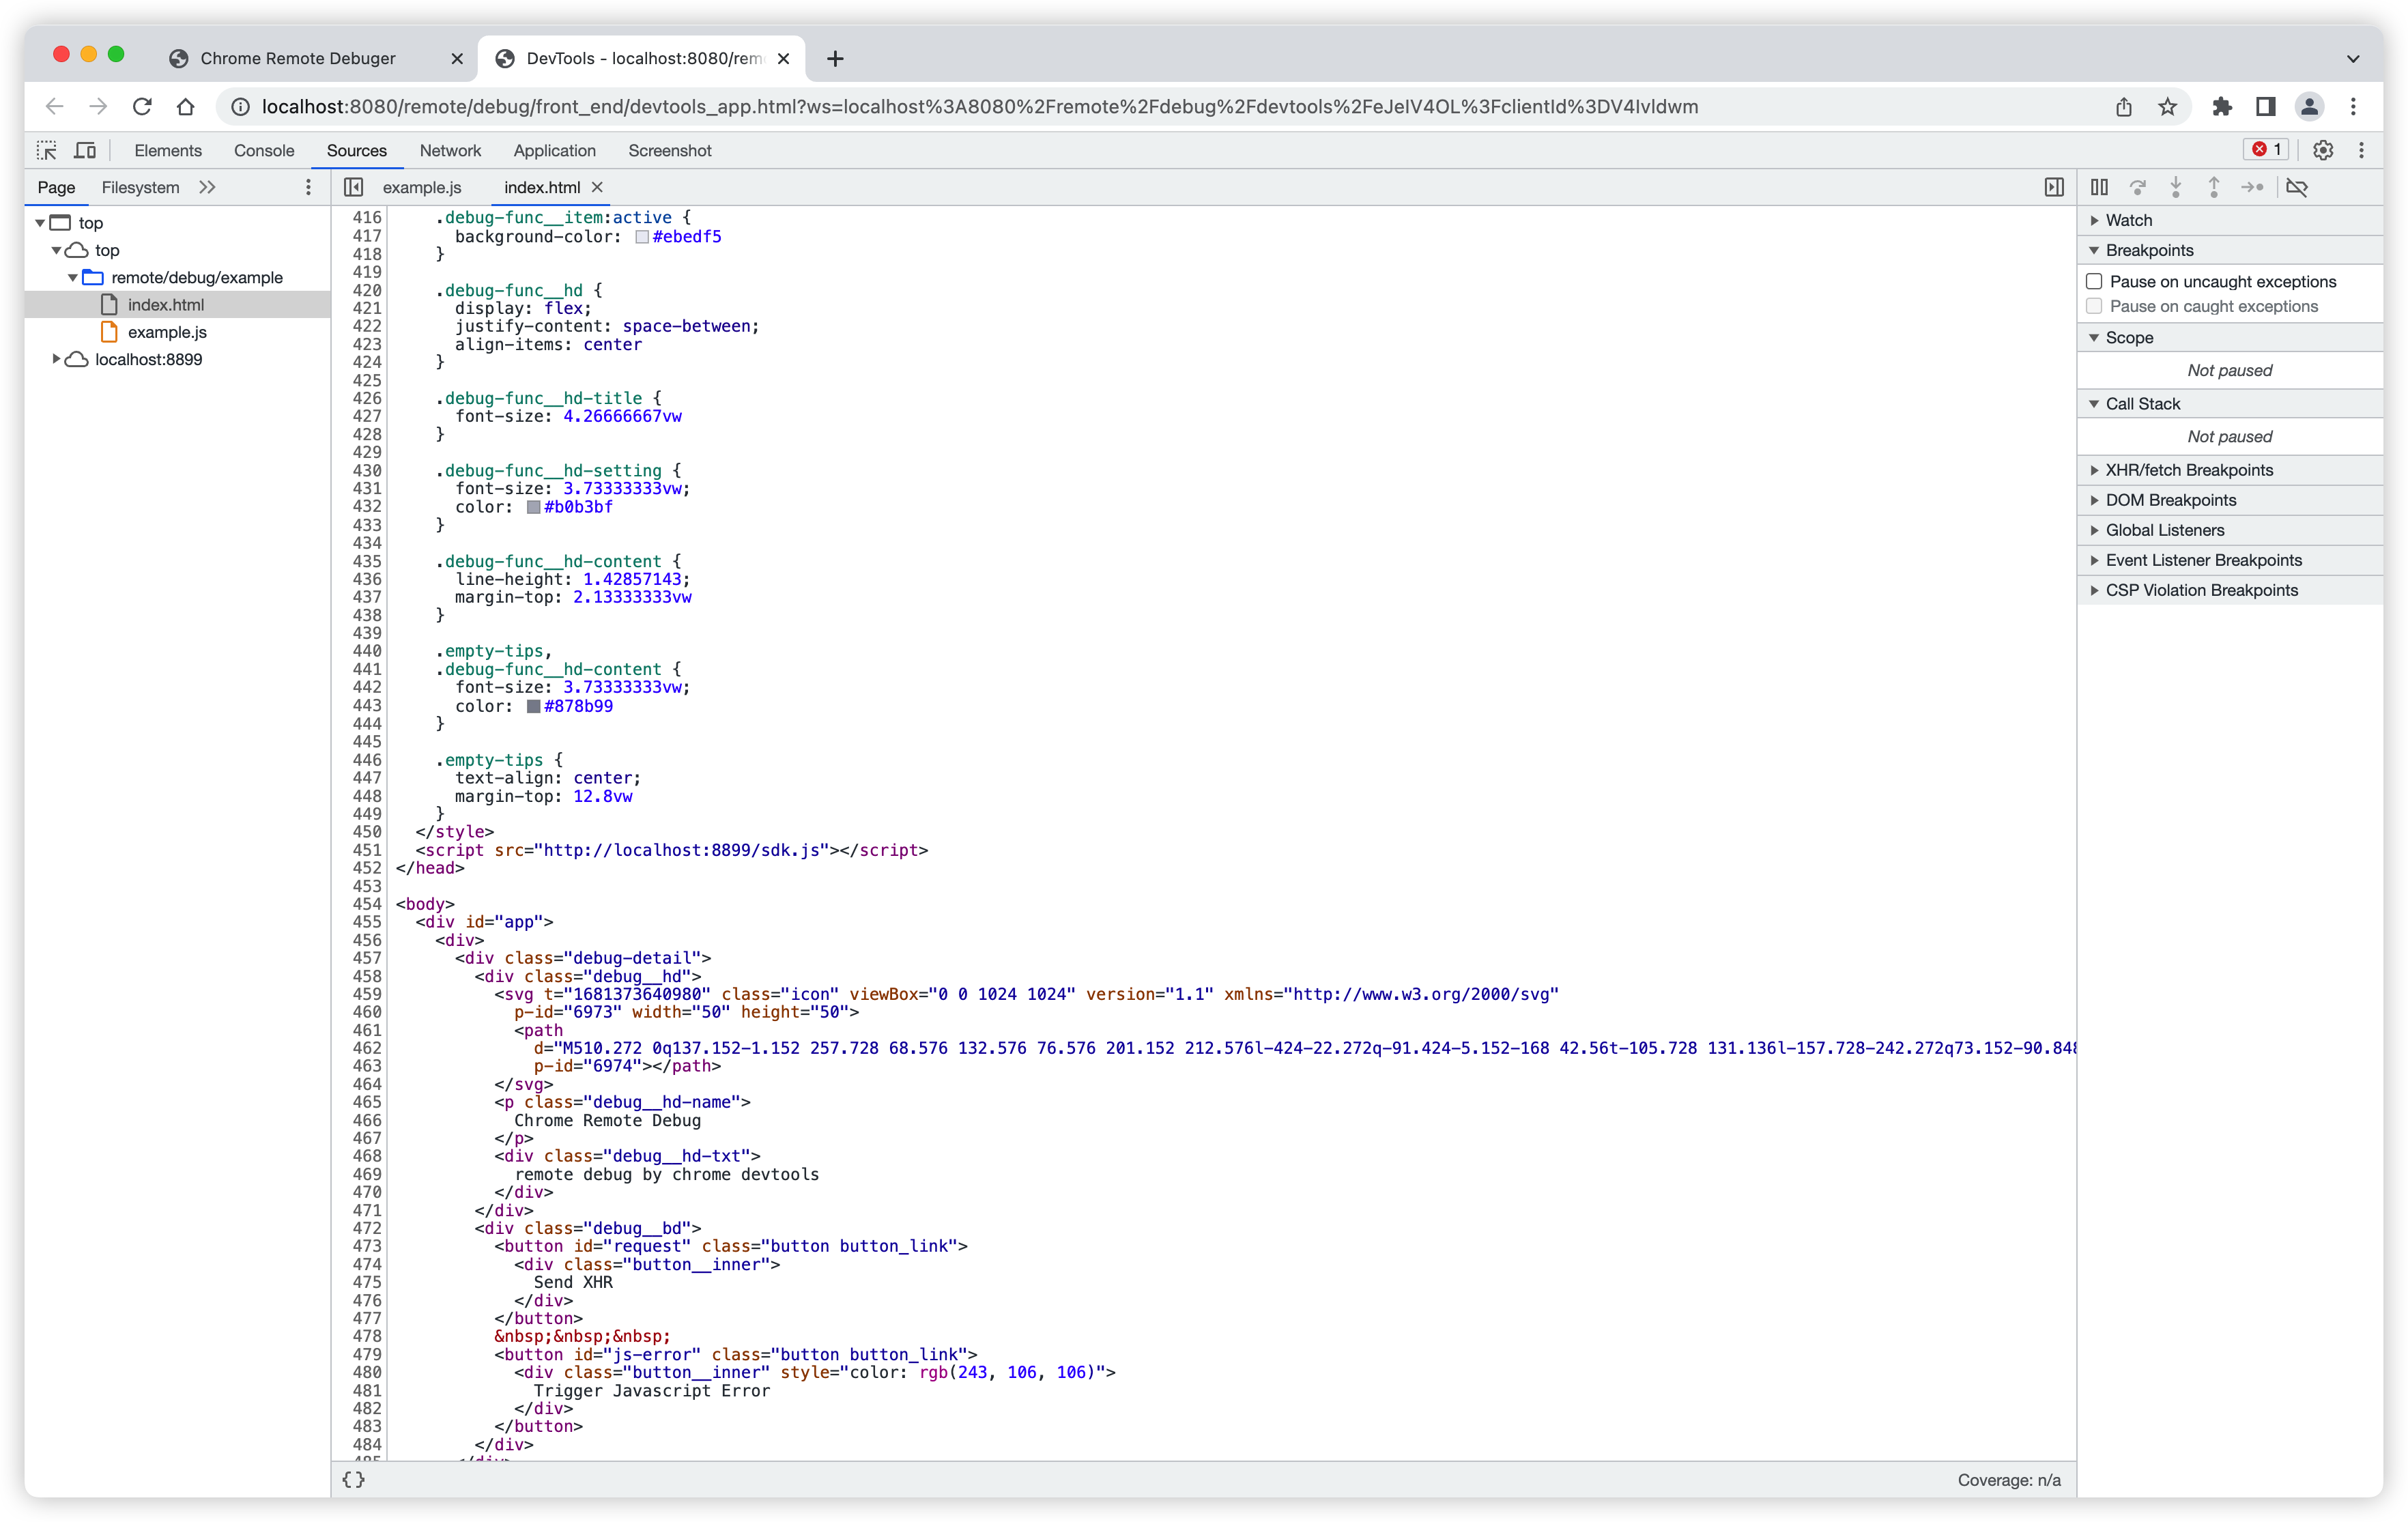 Chrome Remote Debuger
DevTools - localhost:8080/rem
localhost:8080/remote/debug/front_end/devtools_app.html?ws=localhost%3A8080%2Fremote%2Fdebug%2Fdevtools%2FeJeIV4OL%3FclientId%3DV4Ivldwm
Elements Console Sources Network Application Screenshot 1
Page Filesystem
example.js index.html
top
top
remote/debug/example
index.html
example.js
localhost:8899
416 .debug-func__item:active {
417 background-color: #ebedf5
418 }
419
420 .debug-func__hd {
421 display: flex;
422 justify-content: space-between;
423 align-items: center
424 }
425
426 .debug-func__hd-title {
427 font-size: 4.26666667vw
428 }
429
430 .debug-func__hd-setting {
431 font-size: 3.73333333vw;
432 color: #b0b3bf
433 }
434
435 .debug-func__hd-content {
436 line-height: 1.42857143;
437 margin-top: 2.13333333vw
438 }
439
440 .empty-tips,
441 .debug-func__hd-content {
442 font-size: 3.73333333vw;
443 color: #878b99
444 }
445
446 .empty-tips {
447 text-align: center;
448 margin-top: 12.8vw
449 }
450 </style>
451 <script src="http://localhost:8899/sdk.js"></script>
452 </head>
453
454 <body>
455 <div id="app">
456 <div>
457 <div class="debug-detail">
458 <div class="debug__hd">
459 <svg t="1681373640980" class="icon" viewBox="0 0 1024 1024" version="1.1" xmlns="http://www.w3.org/2000/svg"
460 p-id="6973" width="50" height="50">
461 <path
462 d="M510.272 0q137.152-1.152 257.728 68.576 132.576 76.576 201.152 212.576l-424-22.272q-91.424-5.152-168 42.56t-105.728 131.136l-157.728-242.272q73.152-90.848
463 p-id="6974"></path>
464 </svg>
465 <p class="debug__hd-name">
466 Chrome Remote Debug
467 </p>
468 <div class="debug__hd-txt">
469 remote debug by chrome devtools
470 </div>
471 </div>
472 <div class="debug__bd">
473 <button id="request" class="button button_link">
474 <div class="button__inner">
475 Send XHR
476 </div>
477 </button>
478 &nbsp;&nbsp;&nbsp;
479 <button id="js-error" class="button button_link">
480 <div class="button__inner" style="color: rgb(243, 106, 106)">
481 Trigger Javascript Error
482 </div>
483 </button>
484 </div>
485 </div>
{} Coverage: n/a
Watch
Breakpoints
Pause on uncaught exceptions
Pause on caught exceptions
Scope
Not paused
Call Stack
Not paused
XHR/fetch Breakpoints
DOM Breakpoints
Global Listeners
Event Listener Breakpoints
CSP Violation Breakpoints